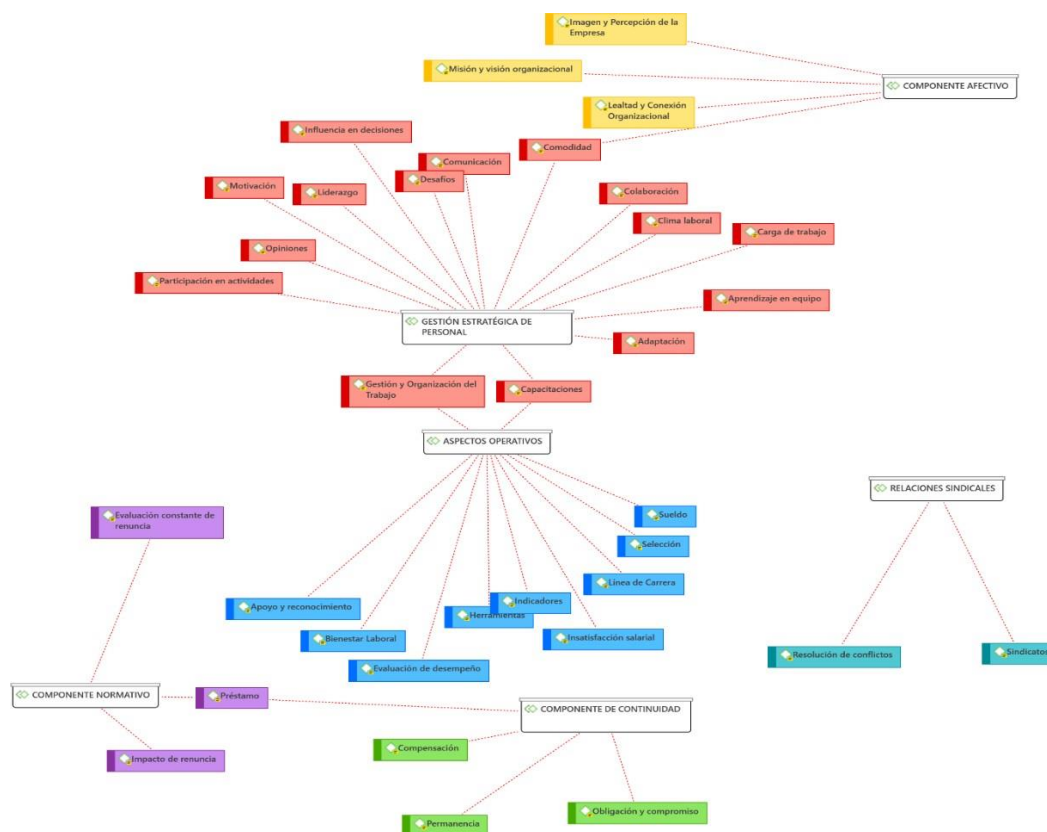 Imagen y Percepción de la
Empresa
Misión y visión organizacional
COMPONENTE AFECTIVO
Lealtad y Conexión
Organizacional
Influencia en decisiones
Comodidad
Comunicación
Desafíos
Motivación
Liderazgo
Colaboración
Clima laboral
Carga de trabajo
Opiniones
Participación en actividades
Aprendizaje en equipo
GESTIÓN ESTRATÉGICA DE
PERSONAL
Adaptación
Gestión y Organización del
Trabajo
Capacitaciones
ASPECTOS OPERATIVOS
RELACIONES SINDICALES
Evaluación constante de
renuncia
Sueldo
Selección
Línea de Carrera
Apoyo y reconocimiento
Indicadores
Herramientas
Bienestar Laboral
Insatisfacción salarial
Evaluación de desempeño
Resolución de conflictos
Sindicatos
COMPONENTE NORMATIVO
Préstamo
COMPONENTE DE CONTINUIDAD
Compensación
Impacto de renuncia
Obligación y compromiso
Permanencia